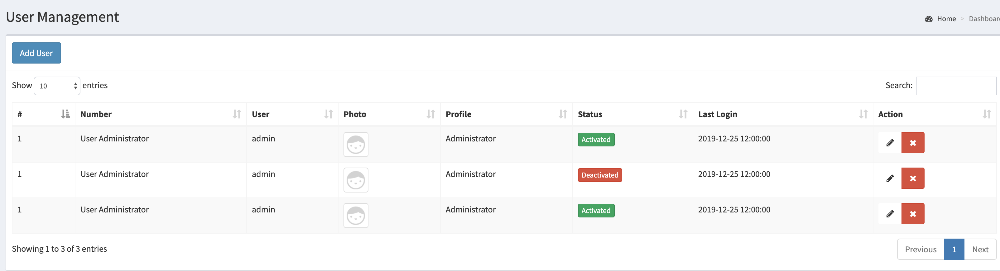 User Management
Home > Dashboar
Add User
Show 10 entries
Search:
# Number User Photo Profile Status Last Login Action
1 User Administrator admin Administrator Activated 2019-12-25 12:00:00
1 User Administrator admin Administrator Deactivated 2019-12-25 12:00:00
1 User Administrator admin Administrator Activated 2019-12-25 12:00:00
Showing 1 to 3 of 3 entries
Previous 1 Next